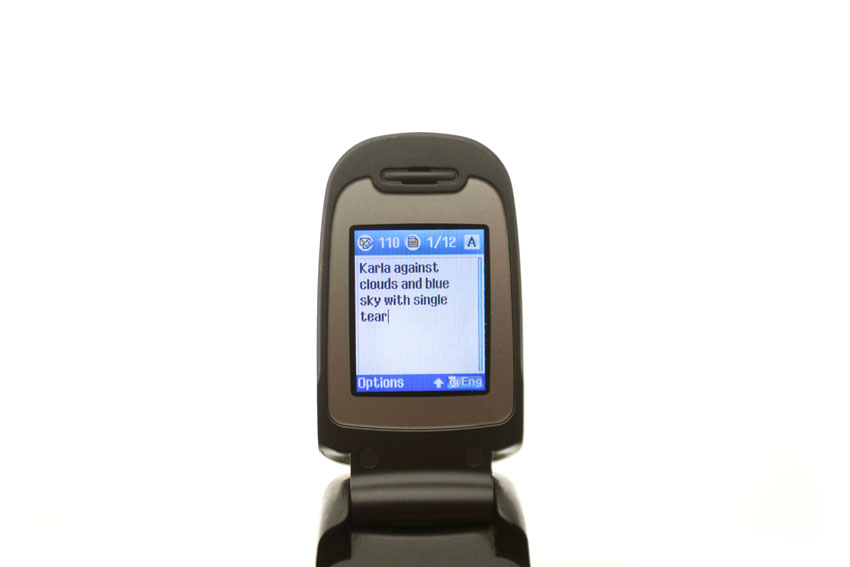 110 1/12 A
Karla against
clouds and blue
sky with single
tear
Options Eng